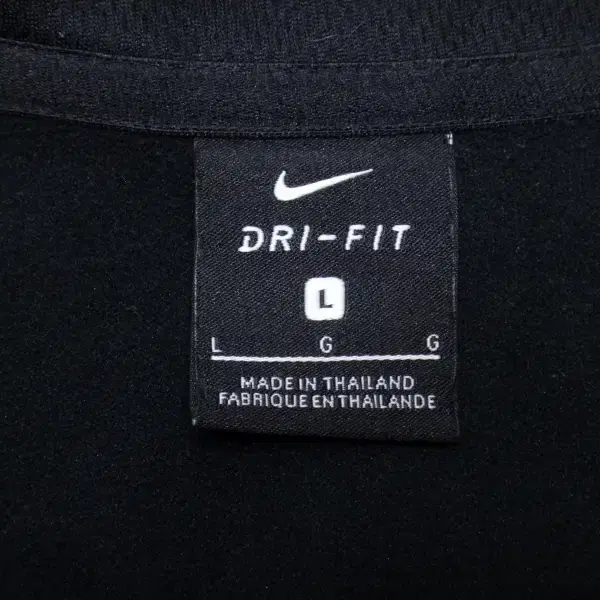 DRI-FIT
L
L G G
MADE IN THAILAND
FABRIQUE EN THAILANDE